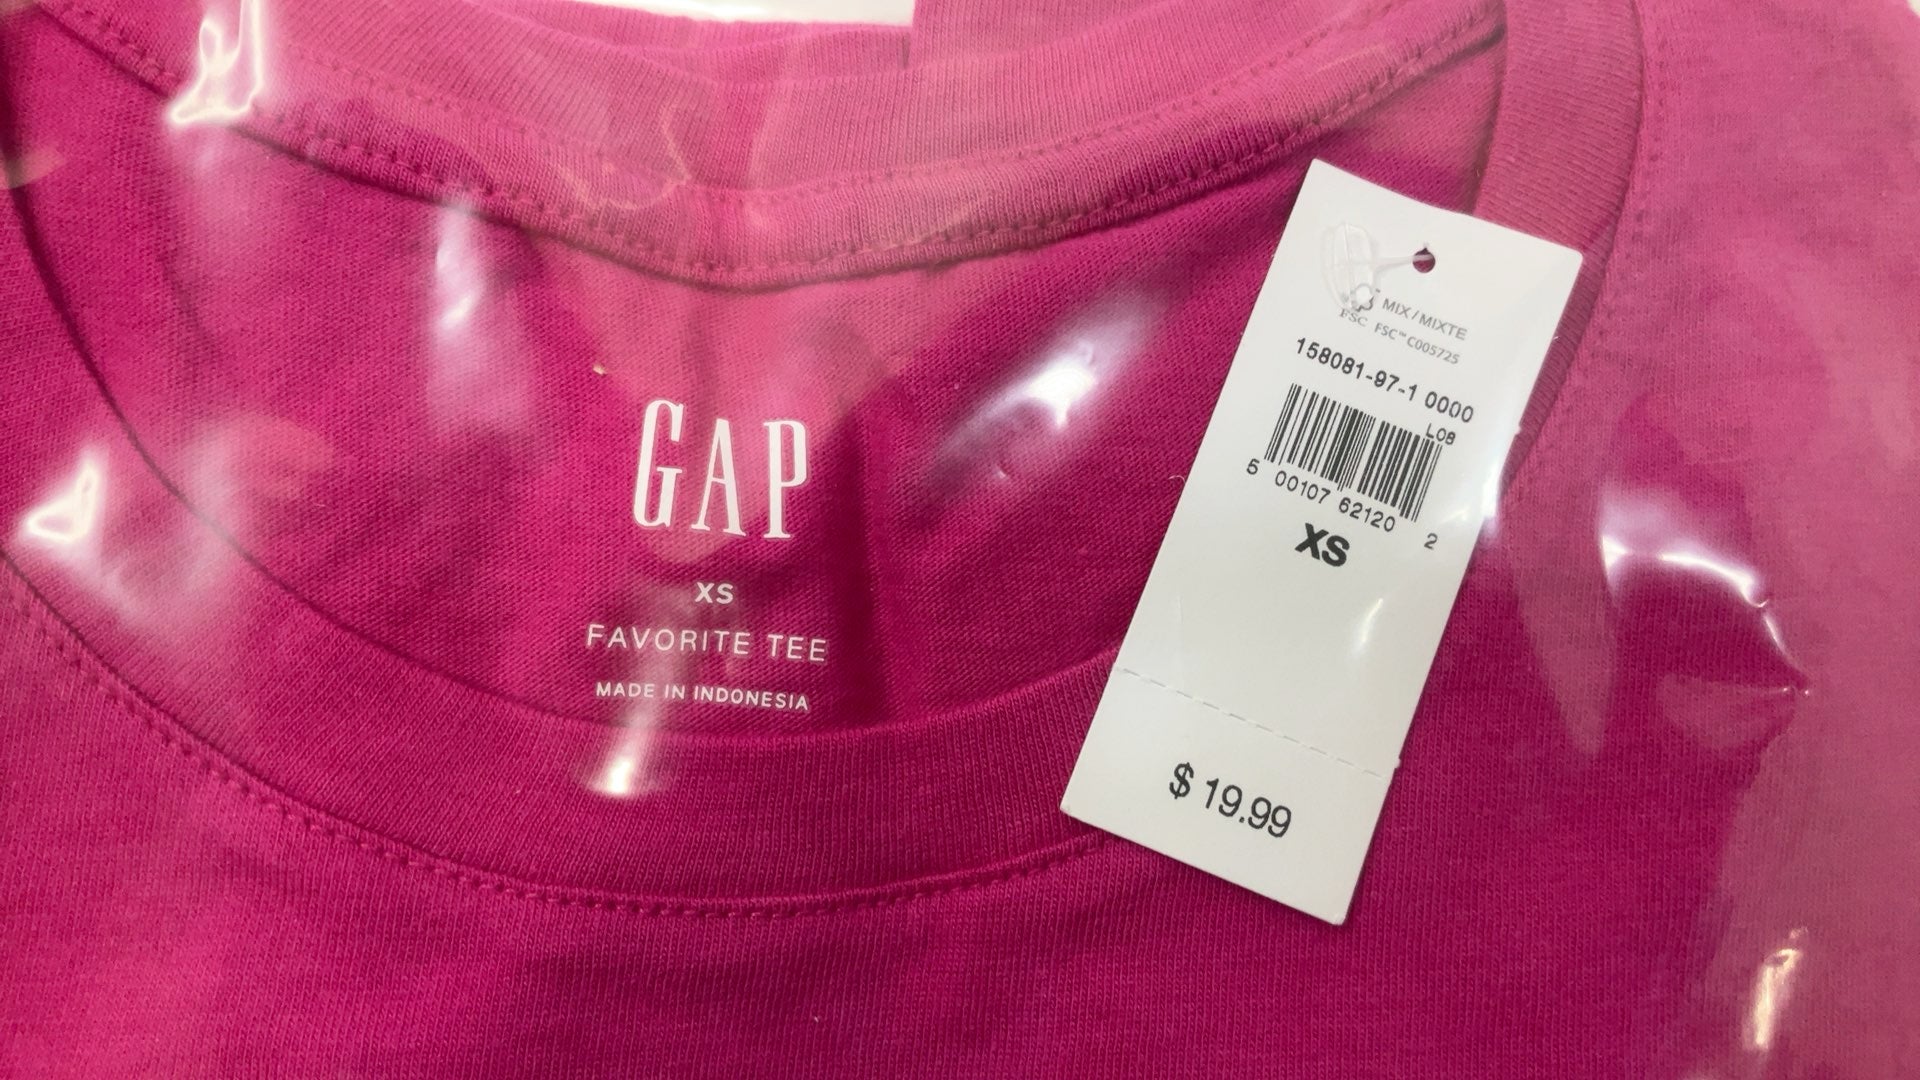 GAP
XS
FAVORITE TEE
MADE IN INDONESIA
MIX / MIXTE
FSC FSC™ C005725
158081-97-1 0000
L08
5 00107 62120 2
XS
$ 19.99